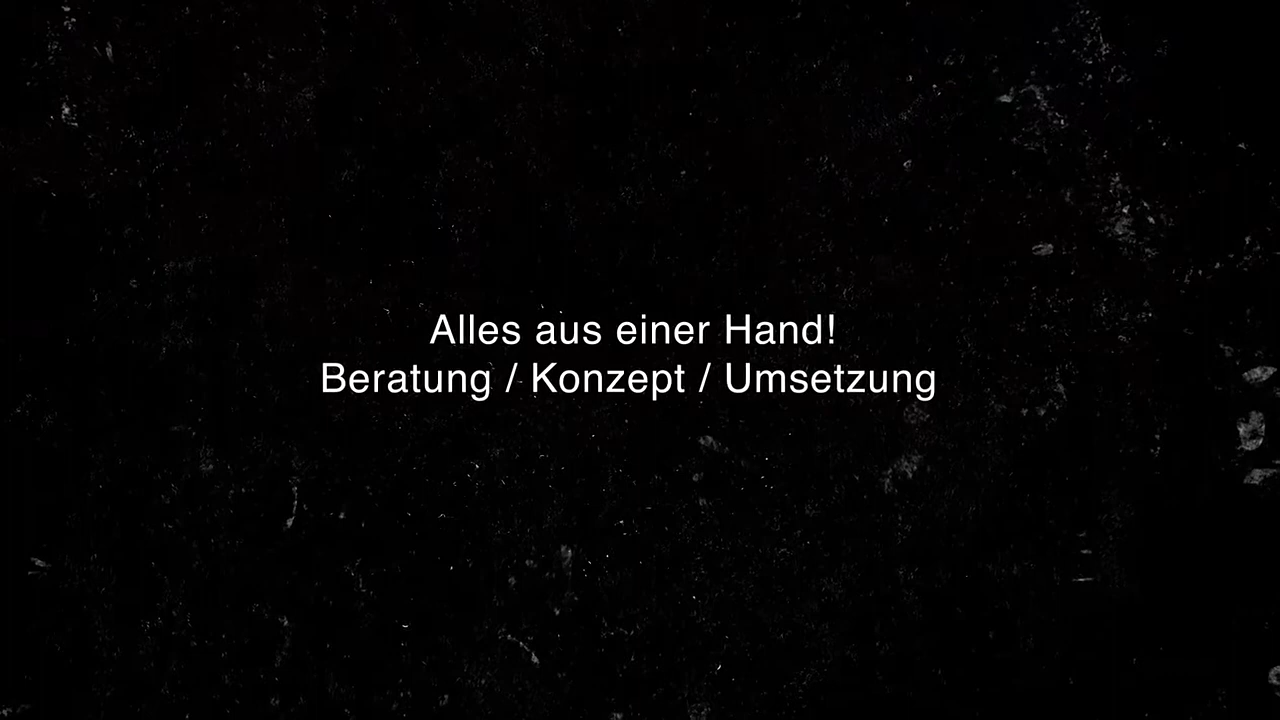 Alles aus einer Hand!
Beratung / Konzept / Umsetzung